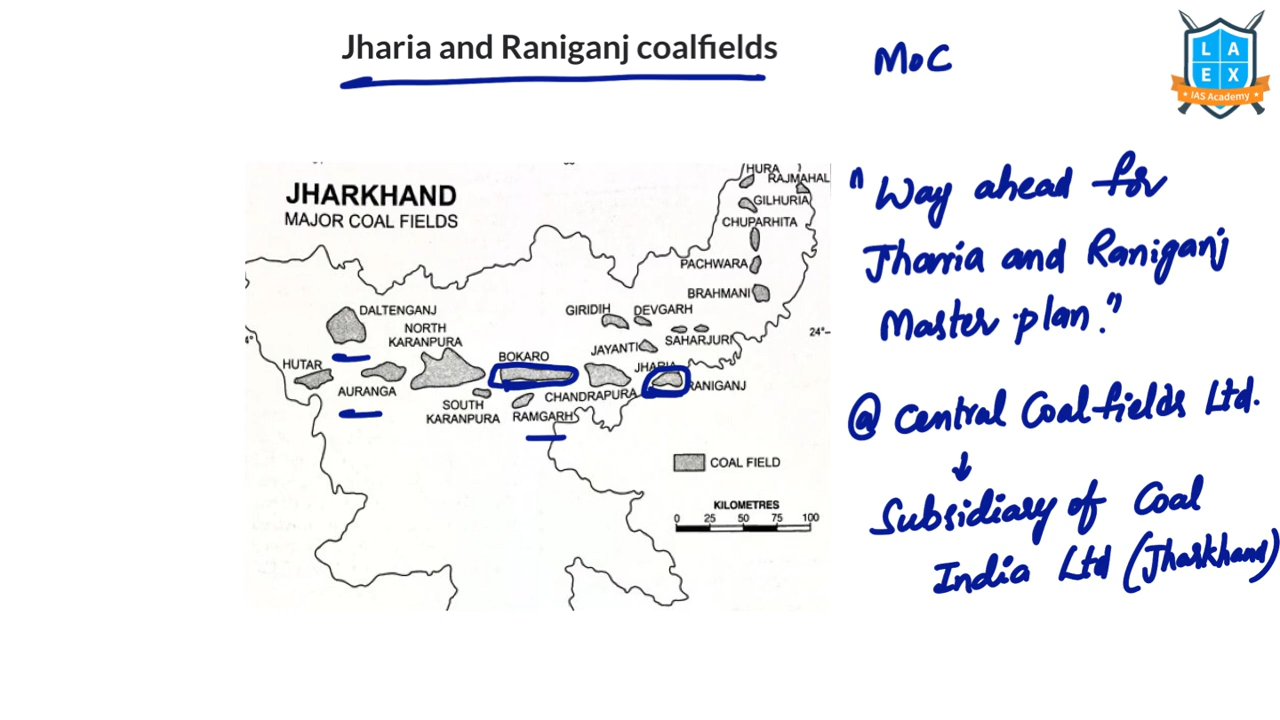 Jharia and Raniganj coalfields
MoC
L A
E X
IAS Academy
JHARKHAND
MAJOR COAL FIELDS
HURA
RAJMAHAL
GILHURIA
CHUPARHITA
PACHWARA
BRAHMANI
DALTENGANJ
NORTH
KARANPURA
GIRIDIH
DEVGARH
SAHARJURI
JAYANTI
24°
4°
HUTAR
AURANGA
BOKARO
JHARIA
RANIGANJ
CHANDRAPURA
SOUTH
KARANPURA
RAMGARH
COAL FIELD
KILOMETRES
0 25 50 75 100
"Way ahead for
Jharria and Raniganj
Master plan."
@ Central Coalfields Ltd.
↓
Subsidiary of Coal
India Ltd (Jharkhand)